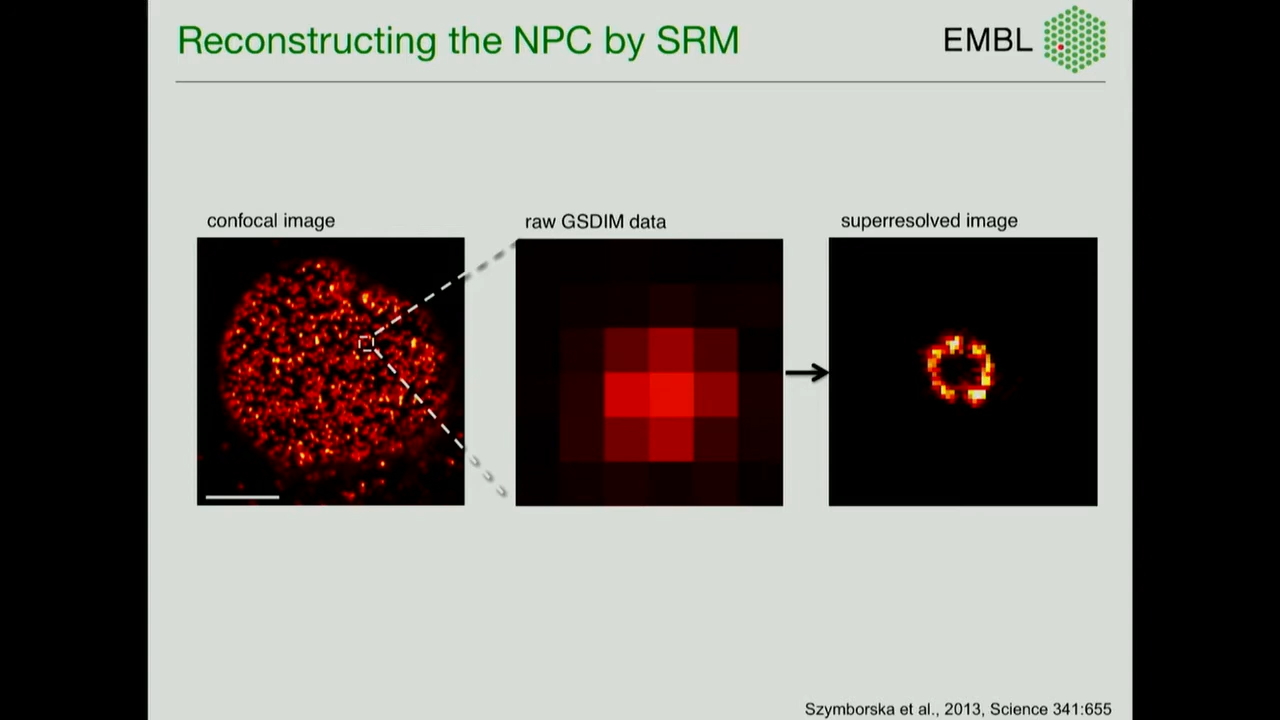 Reconstructing the NPC by SRM
EMBL
confocal image
raw GSDIM data
superresolved image
Szymborska et al., 2013, Science 341:655